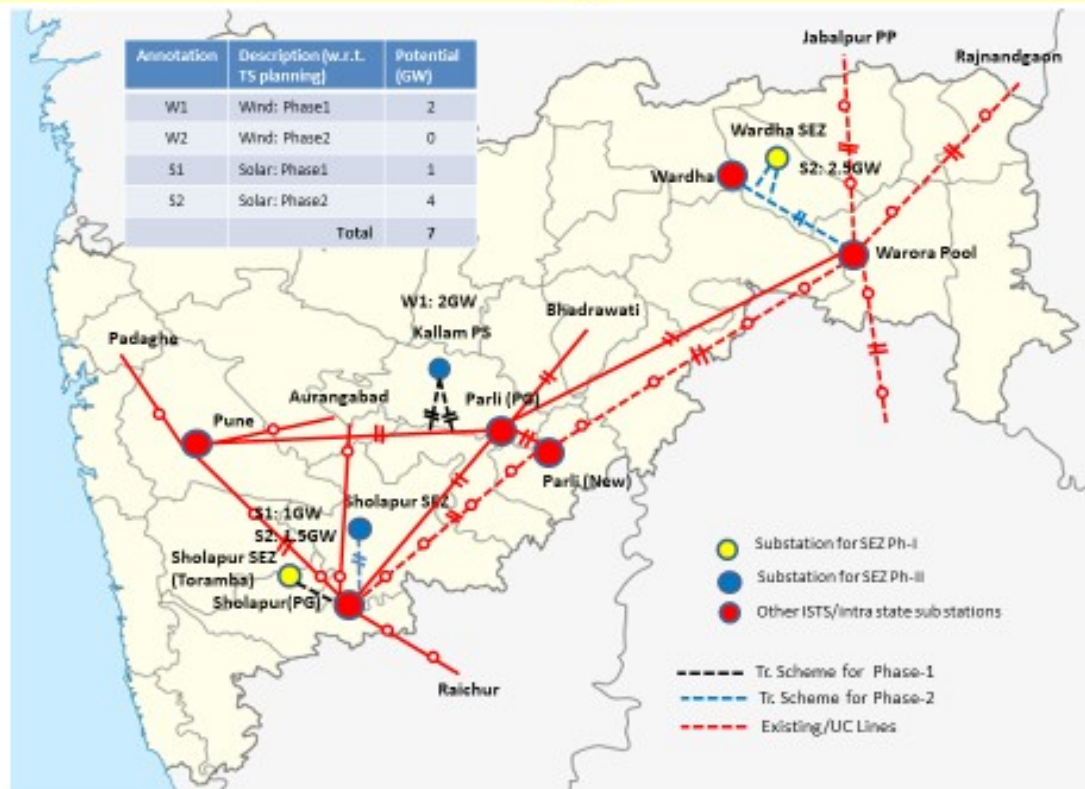 Annotation Description (w.r.t. TS planning) Potential (GW)
W1 Wind: Phase1 2
W2 Wind: Phase2 0
S1 Solar: Phase1 1
S2 Solar: Phase2 4
Total 7
Jabalpur PP
Rajnandgaon
Wardha SEZ
S2: 2.5GW
Wardha
Warora Pool
W1: 2GW
Kallam PS
Bhadrawati
Padaghe
Aurangabad
Pune
Parli (PG)
Parli (New)
Sholapur SEZ
S1: 1GW
S2: 1.5GW
Sholapur SEZ
(Toramba)
Sholapur(PG)
Raichur
Substation for SEZ Ph-I
Substation for SEZ Ph-II
Other ISTS/intra state sub stations
Tr. Scheme for Phase-1
Tr. Scheme for Phase-2
Existing/UC Lines